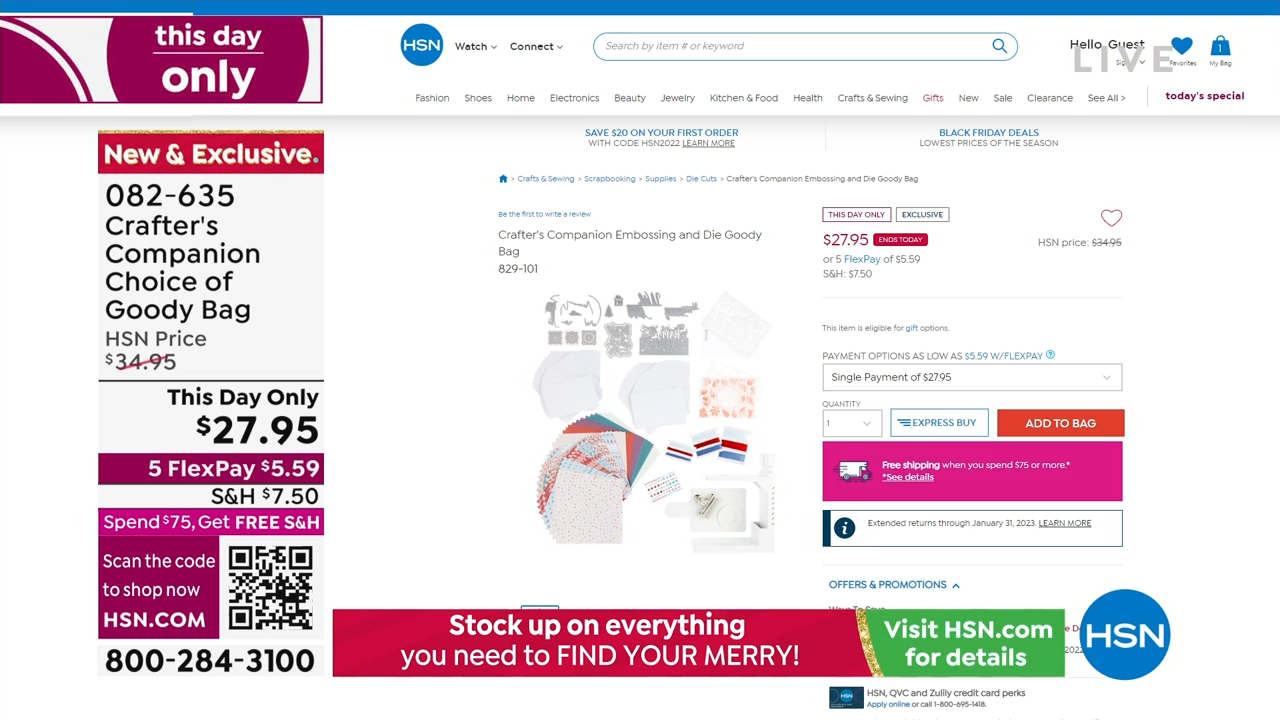 this day
only
New & Exclusive.
082-635
Crafter's
Companion
Choice of
Goody Bag
HSN Price
$34.95
This Day Only
$27.95
5 FlexPay $5.59
S&H $7.50
Spend $75, Get FREE S&H
Scan the code
to shop now
HSN.COM
800-284-3100
HSN
Watch
Connect
Search by item # or keyword
Hello, Guest
LIVE
Favorites
1
My Bag
Fashion Shoes Home Electronics Beauty Jewelry Kitchen & Food Health Crafts & Sewing Gifts New Sale Clearance See All >
today's special
SAVE $20 ON YOUR FIRST ORDER
WITH CODE HSN2022 LEARN MORE
BLACK FRIDAY DEALS
LOWEST PRICES OF THE SEASON
> Crafts & Sewing > Scrapbooking > Supplies > Die Cuts > Crafter's Companion Embossing and Die Goody Bag
Be the first to write a review
Crafter's Companion Embossing and Die Goody
Bag
829-101
THIS DAY ONLY
EXCLUSIVE
$27.95 ENDS TODAY
HSN price: $34.95
or 5 FlexPay of $5.59
S&H: $7.50
This item is eligible for gift options.
PAYMENT OPTIONS AS LOW AS $5.59 W/FLEXPAY
Single Payment of $27.95
QUANTITY
1
EXPRESS BUY
ADD TO BAG
Free shipping when you spend $75 or more.*
*See details
Extended returns through January 31, 2023. LEARN MORE
OFFERS & PROMOTIONS
Stock up on everything
you need to FIND YOUR MERRY!
Visit HSN.com
for details
HSN
HSN, QVC and Zulily credit card perks
Apply online or call 1-800-695-1418.